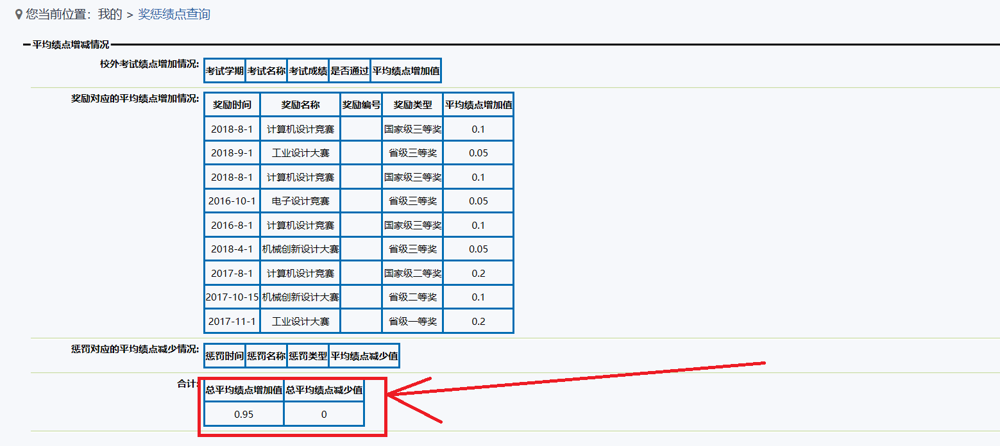 您当前位置：我的 > 奖惩绩点查询
平均绩点增减情况
校外考试绩点增加情况: 考试学期 考试名称 考试成绩 是否通过 平均绩点增加值
奖励对应的平均绩点增加情况: 奖励时间 奖励名称 奖励编号 奖励类型 平均绩点增加值
2018-8-1 计算机设计竞赛 国家级三等奖 0.1
2018-9-1 工业设计大赛 省级三等奖 0.05
2018-8-1 计算机设计竞赛 国家级三等奖 0.1
2016-10-1 电子设计竞赛 省级三等奖 0.05
2016-8-1 计算机设计竞赛 国家级三等奖 0.1
2018-4-1 机械创新设计大赛 省级三等奖 0.05
2017-8-1 计算机设计竞赛 国家级二等奖 0.2
2017-10-15 机械创新设计大赛 省级二等奖 0.1
2017-11-1 工业设计大赛 省级一等奖 0.2
惩罚对应的平均绩点减少情况: 惩罚时间 惩罚名称 惩罚类型 平均绩点减少值
合计: 总平均绩点增加值 总平均绩点减少值
0.95 0